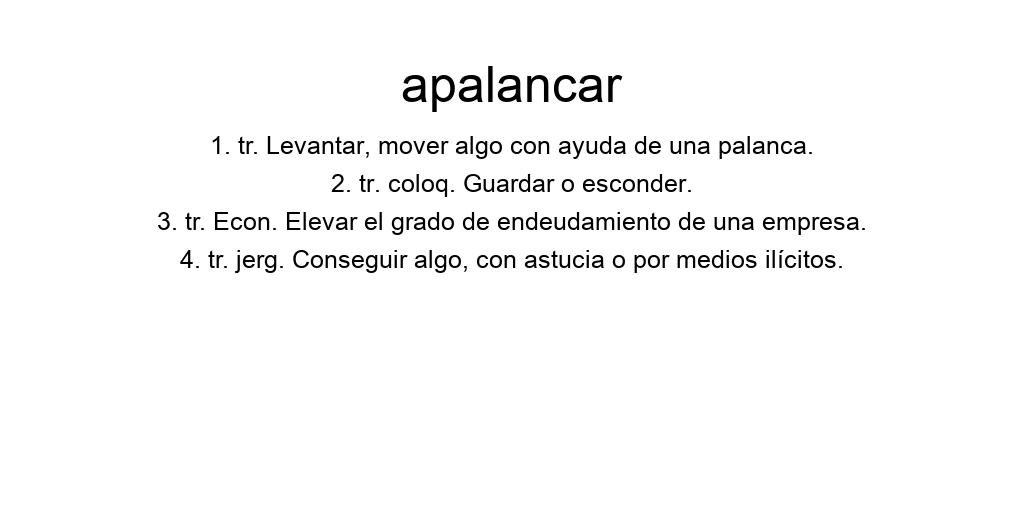 apalancar
1. tr. Levantar, mover algo con ayuda de una palanca.
2. tr. coloq. Guardar o esconder.
3. tr. Econ. Elevar el grado de endeudamiento de una empresa.
4. tr. jerg. Conseguir algo, con astucia o por medios ilícitos.